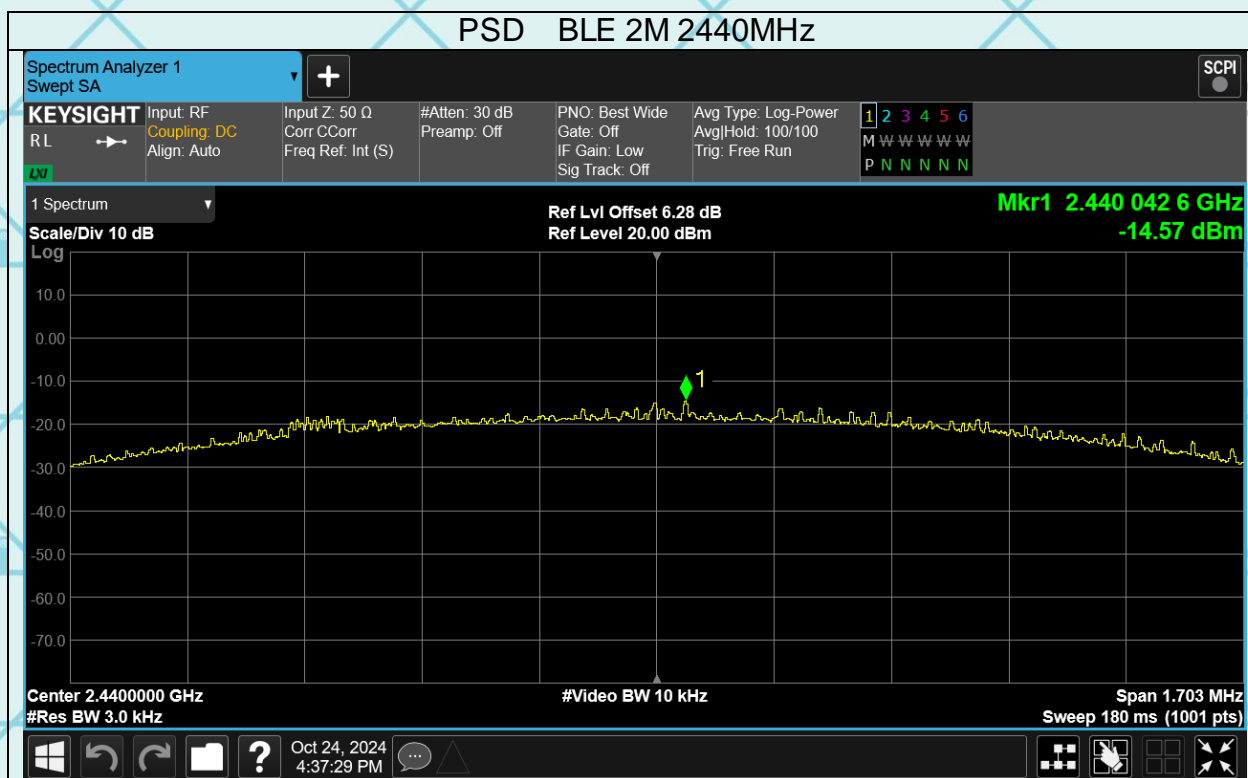 PSD BLE 2M 2440MHz
Spectrum Analyzer 1
Swept SA
SCPI
KEYSIGHT
R L
LXI
Input: RF
Coupling: DC
Align: Auto
Input Z: 50 Ω
Corr CCorr
Freq Ref: Int (S)
#Atten: 30 dB
Preamp: Off
PNO: Best Wide
Gate: Off
IF Gain: Low
Sig Track: Off
Avg Type: Log-Power
Avg|Hold: 100/100
Trig: Free Run
1 2 3 4 5 6
M W W W W W
P N N N N N
1 Spectrum
Scale/Div 10 dB
Ref Lvl Offset 6.28 dB
Ref Level 20.00 dBm
Mkr1 2.440 042 6 GHz
-14.57 dBm
Log
10.0
0.00
-10.0
-20.0
-30.0
-40.0
-50.0
-60.0
-70.0
1
Center 2.4400000 GHz
#Res BW 3.0 kHz
#Video BW 10 kHz
Span 1.703 MHz
Sweep 180 ms (1001 pts)
?
Oct 24, 2024
4:37:29 PM